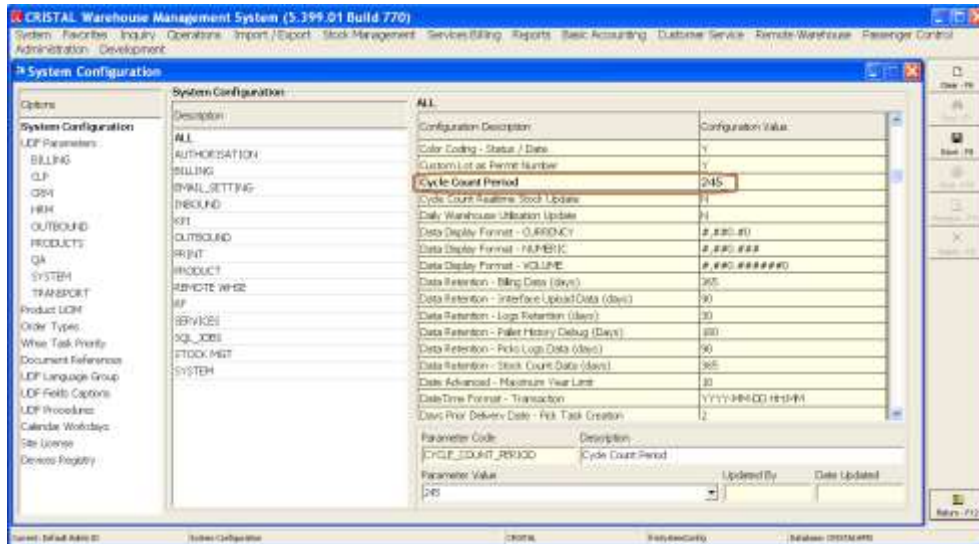 CRISTAL Warehouse Management System (5.399.01 Build 770)
System Favorites Inquiry Operations Import/Export Stock Management Services Billing Reports Basic Accounting Customer Service Remote Warehouse Passenger Control
Administration Development
System Configuration
Options
System Configuration
UDF Parameters
BILLING
CLP
CRM
HRM
OUTBOUND
PRODUCTS
QA
SYSTEM
TRANSPORT
Product UOM
Order Types
Whse Task Priority
Document References
UDF Language Group
UDF Fields Captions
UDF Procedures
Calendar Workdays
Site License
Devices Registry
System Configuration
Description
ALL
AUTHORISATION
BILLING
EMAIL_SETTING
INBOUND
KPI
OUTBOUND
PRINT
PRODUCT
REMOTE WHSE
RF
SERVICES
SQL_JOBS
STOCK MGT
SYSTEM
ALL
Configuration Description Configuration Value
Color Coding - Status / Date Y
Custom Lot as Permit Number Y
Cycle Count Period 245
Cycle Count Realtime Stock Update N
Daily Warehouse Utilisation Update N
Data Display Format - CURRENCY #,##0.#0
Data Display Format - NUMERIC #,##0.###
Data Display Format - VOLUME #,##0.######0
Data Retention - Billing Data (days) 365
Data Retention - Interface Upload Data (days) 90
Data Retention - Logs Retention (days) 30
Data Retention - Pallet History Debug (Days) 180
Data Retention - Picks Logs Data (days) 90
Data Retention - Stock Count Data (days) 365
Date Advanced - Maximum Year Limit 10
DateTime Format - Transaction YYYY-MM-DD HH:MM
Days Prior Delivery Date - Pick Task Creation 2
Parameter Code Description
CYCLE_COUNT_PERIOD Cycle Count Period
Parameter Value Updated By Date Updated
245
Clear - F6
Save - F8
Return - F12
Current: Default Admin ID System Configuration CRISTAL